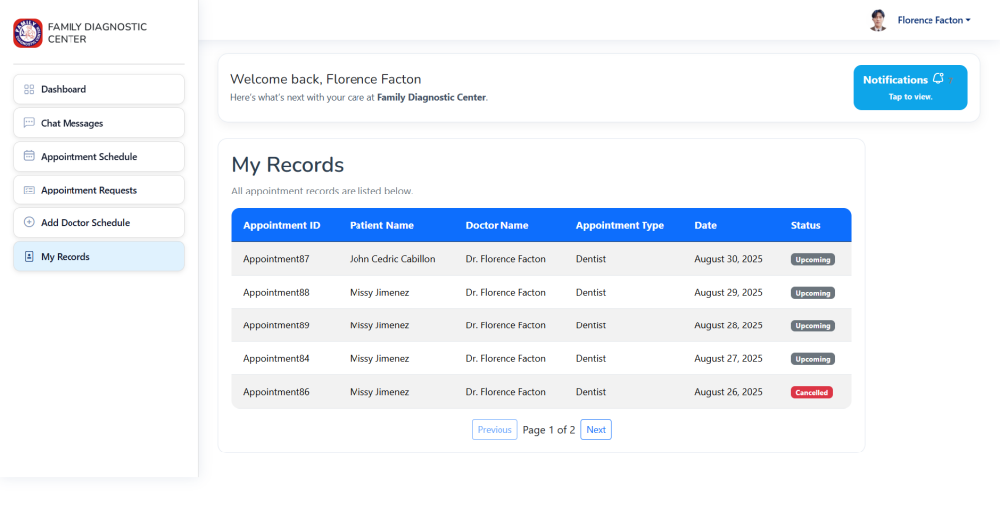 FAMILY DIAGNOSTIC
CENTER
Florence Facton
Dashboard
Chat Messages
Appointment Schedule
Appointment Requests
Add Doctor Schedule
My Records
Welcome back, Florence Facton
Here's what's next with your care at Family Diagnostic Center.
Notifications
Tap to view.
My Records
All appointment records are listed below.
Appointment ID Patient Name Doctor Name Appointment Type Date Status
Appointment87 John Cedric Cabillon Dr. Florence Facton Dentist August 30, 2025 Upcoming
Appointment88 Missy Jimenez Dr. Florence Facton Dentist August 29, 2025 Upcoming
Appointment89 Missy Jimenez Dr. Florence Facton Dentist August 28, 2025 Upcoming
Appointment84 Missy Jimenez Dr. Florence Facton Dentist August 27, 2025 Upcoming
Appointment86 Missy Jimenez Dr. Florence Facton Dentist August 26, 2025 Cancelled
Previous Page 1 of 2 Next